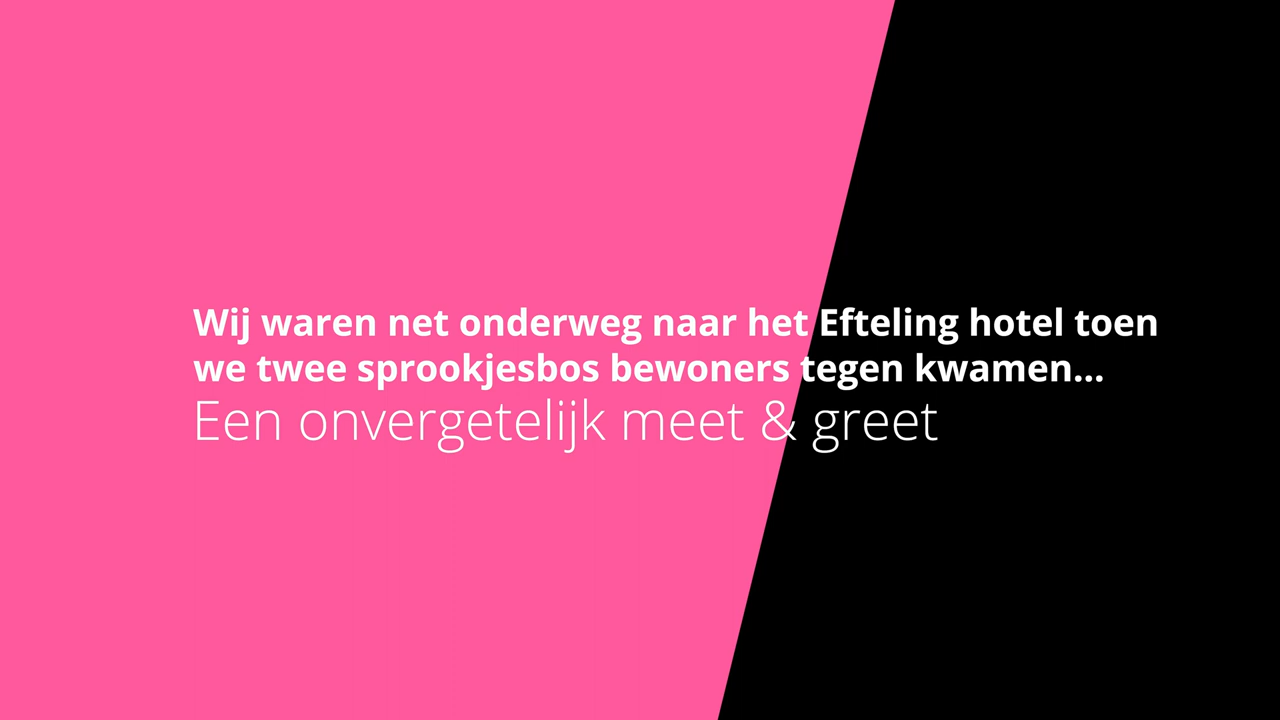 Wij waren net onderweg naar het Efteling hotel toen
we twee sprookjesbos bewoners tegen kwamen...
Een onvergetelijk meet & greet